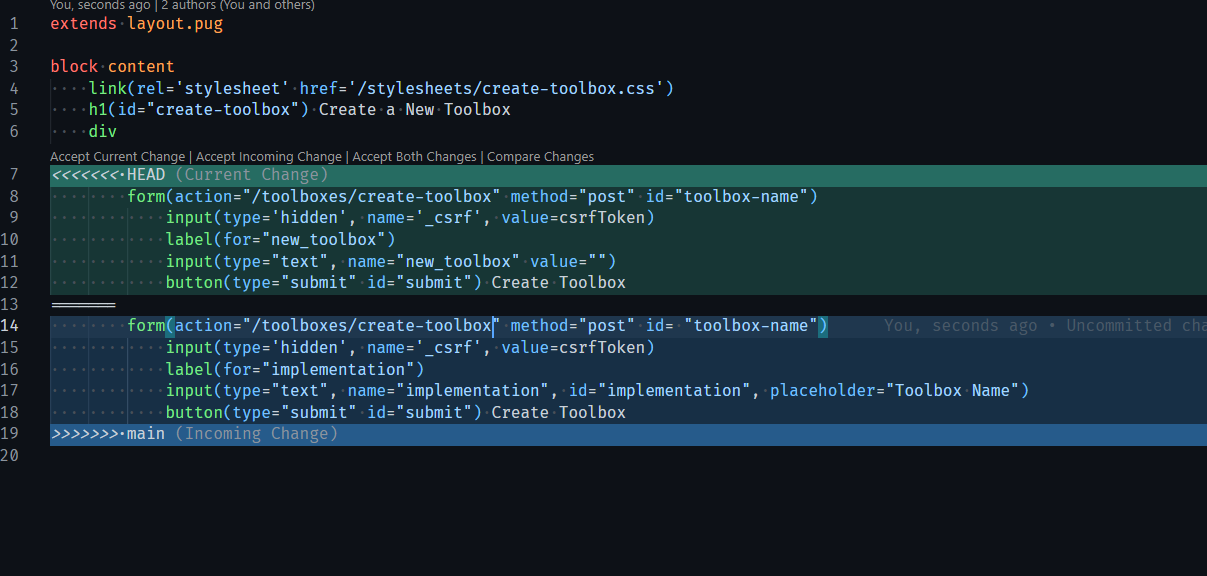 You, seconds ago | 2 authors (You and others)
1 extends layout.pug
2
3 block content
4 link(rel='stylesheet' href='/stylesheets/create-toolbox.css')
5 h1(id="create-toolbox") Create a New Toolbox
6 div
Accept Current Change | Accept Incoming Change | Accept Both Changes | Compare Changes
7 <<<<<<< HEAD (Current Change)
8 form(action="/toolboxes/create-toolbox" method="post" id="toolbox-name")
9 input(type='hidden', name='_csrf', value=csrfToken)
10 label(for="new_toolbox")
11 input(type="text", name="new_toolbox" value="")
12 button(type="submit" id="submit") Create Toolbox
13 =======
14 form(action="/toolboxes/create-toolbox" method="post" id= "toolbox-name") You, seconds ago • Uncommitted cha
15 input(type='hidden', name='_csrf', value=csrfToken)
16 label(for="implementation")
17 input(type="text", name="implementation", id="implementation", placeholder="Toolbox Name")
18 button(type="submit" id="submit") Create Toolbox
19 >>>>>>> main (Incoming Change)
20